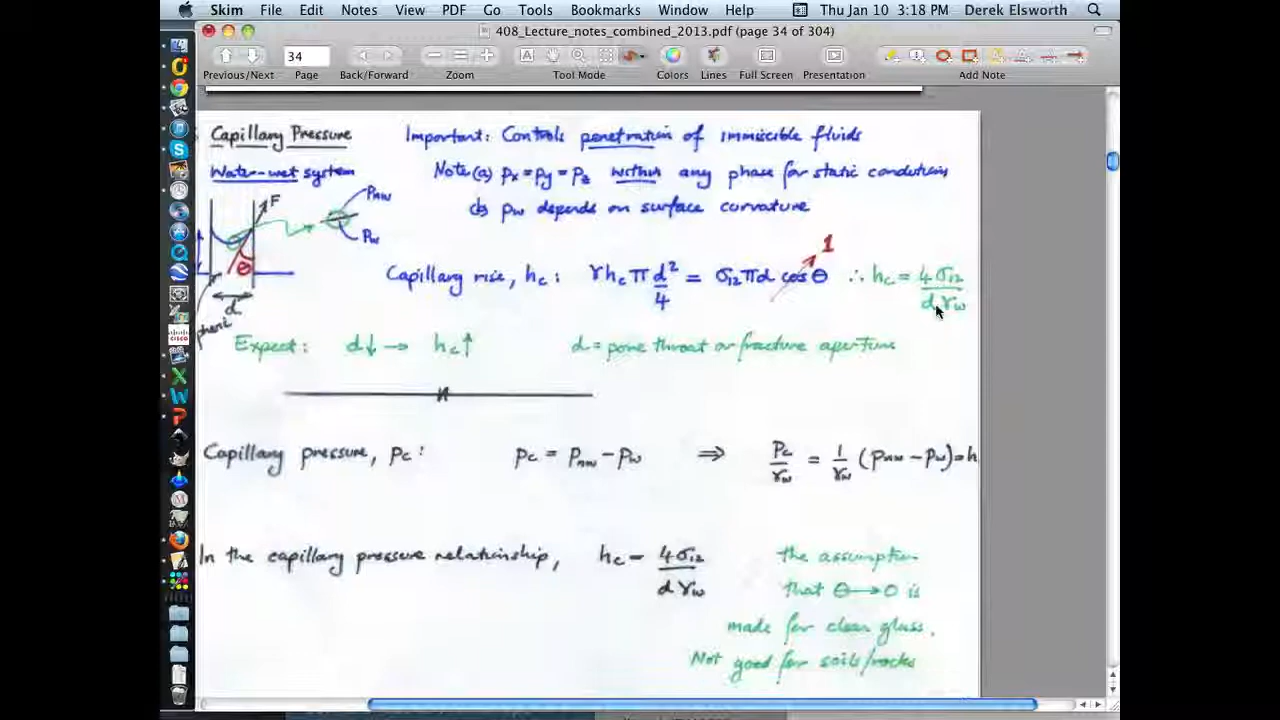 Skim File Edit Notes View PDF Go Tools Bookmarks Window Help Thu Jan 10 3:18 PM Derek Elsworth
408_Lecture_notes_combined_2013.pdf (page 34 of 304)
34
Previous/Next Page Back/Forward Zoom Tool Mode Colors Lines Full Screen Presentation Add Note
Capillary Pressure Important: Controls penetration of immiscible fluids
Water-wet system Note (a) px = py = pz within any phase for static conditions
(b) pw depends on surface curvature
F
Pnw
Pw
θ
d
Capillary rise, hc: γhc π d²/4 = σ12 πd cos θ 1 ∴ hc = 4σ12/dγw
Expect: d↓ → hc↑ d = pore throat or fracture aperture
Capillary pressure, pc: pc = pnw − pw ⇒ pc/γw = 1/γw (pnw − pw) = h
In the capillary pressure relationship, hc = 4σ12/dγw the assumption
that θ → 0 is
made for clean glass.
Not good for soils/rocks